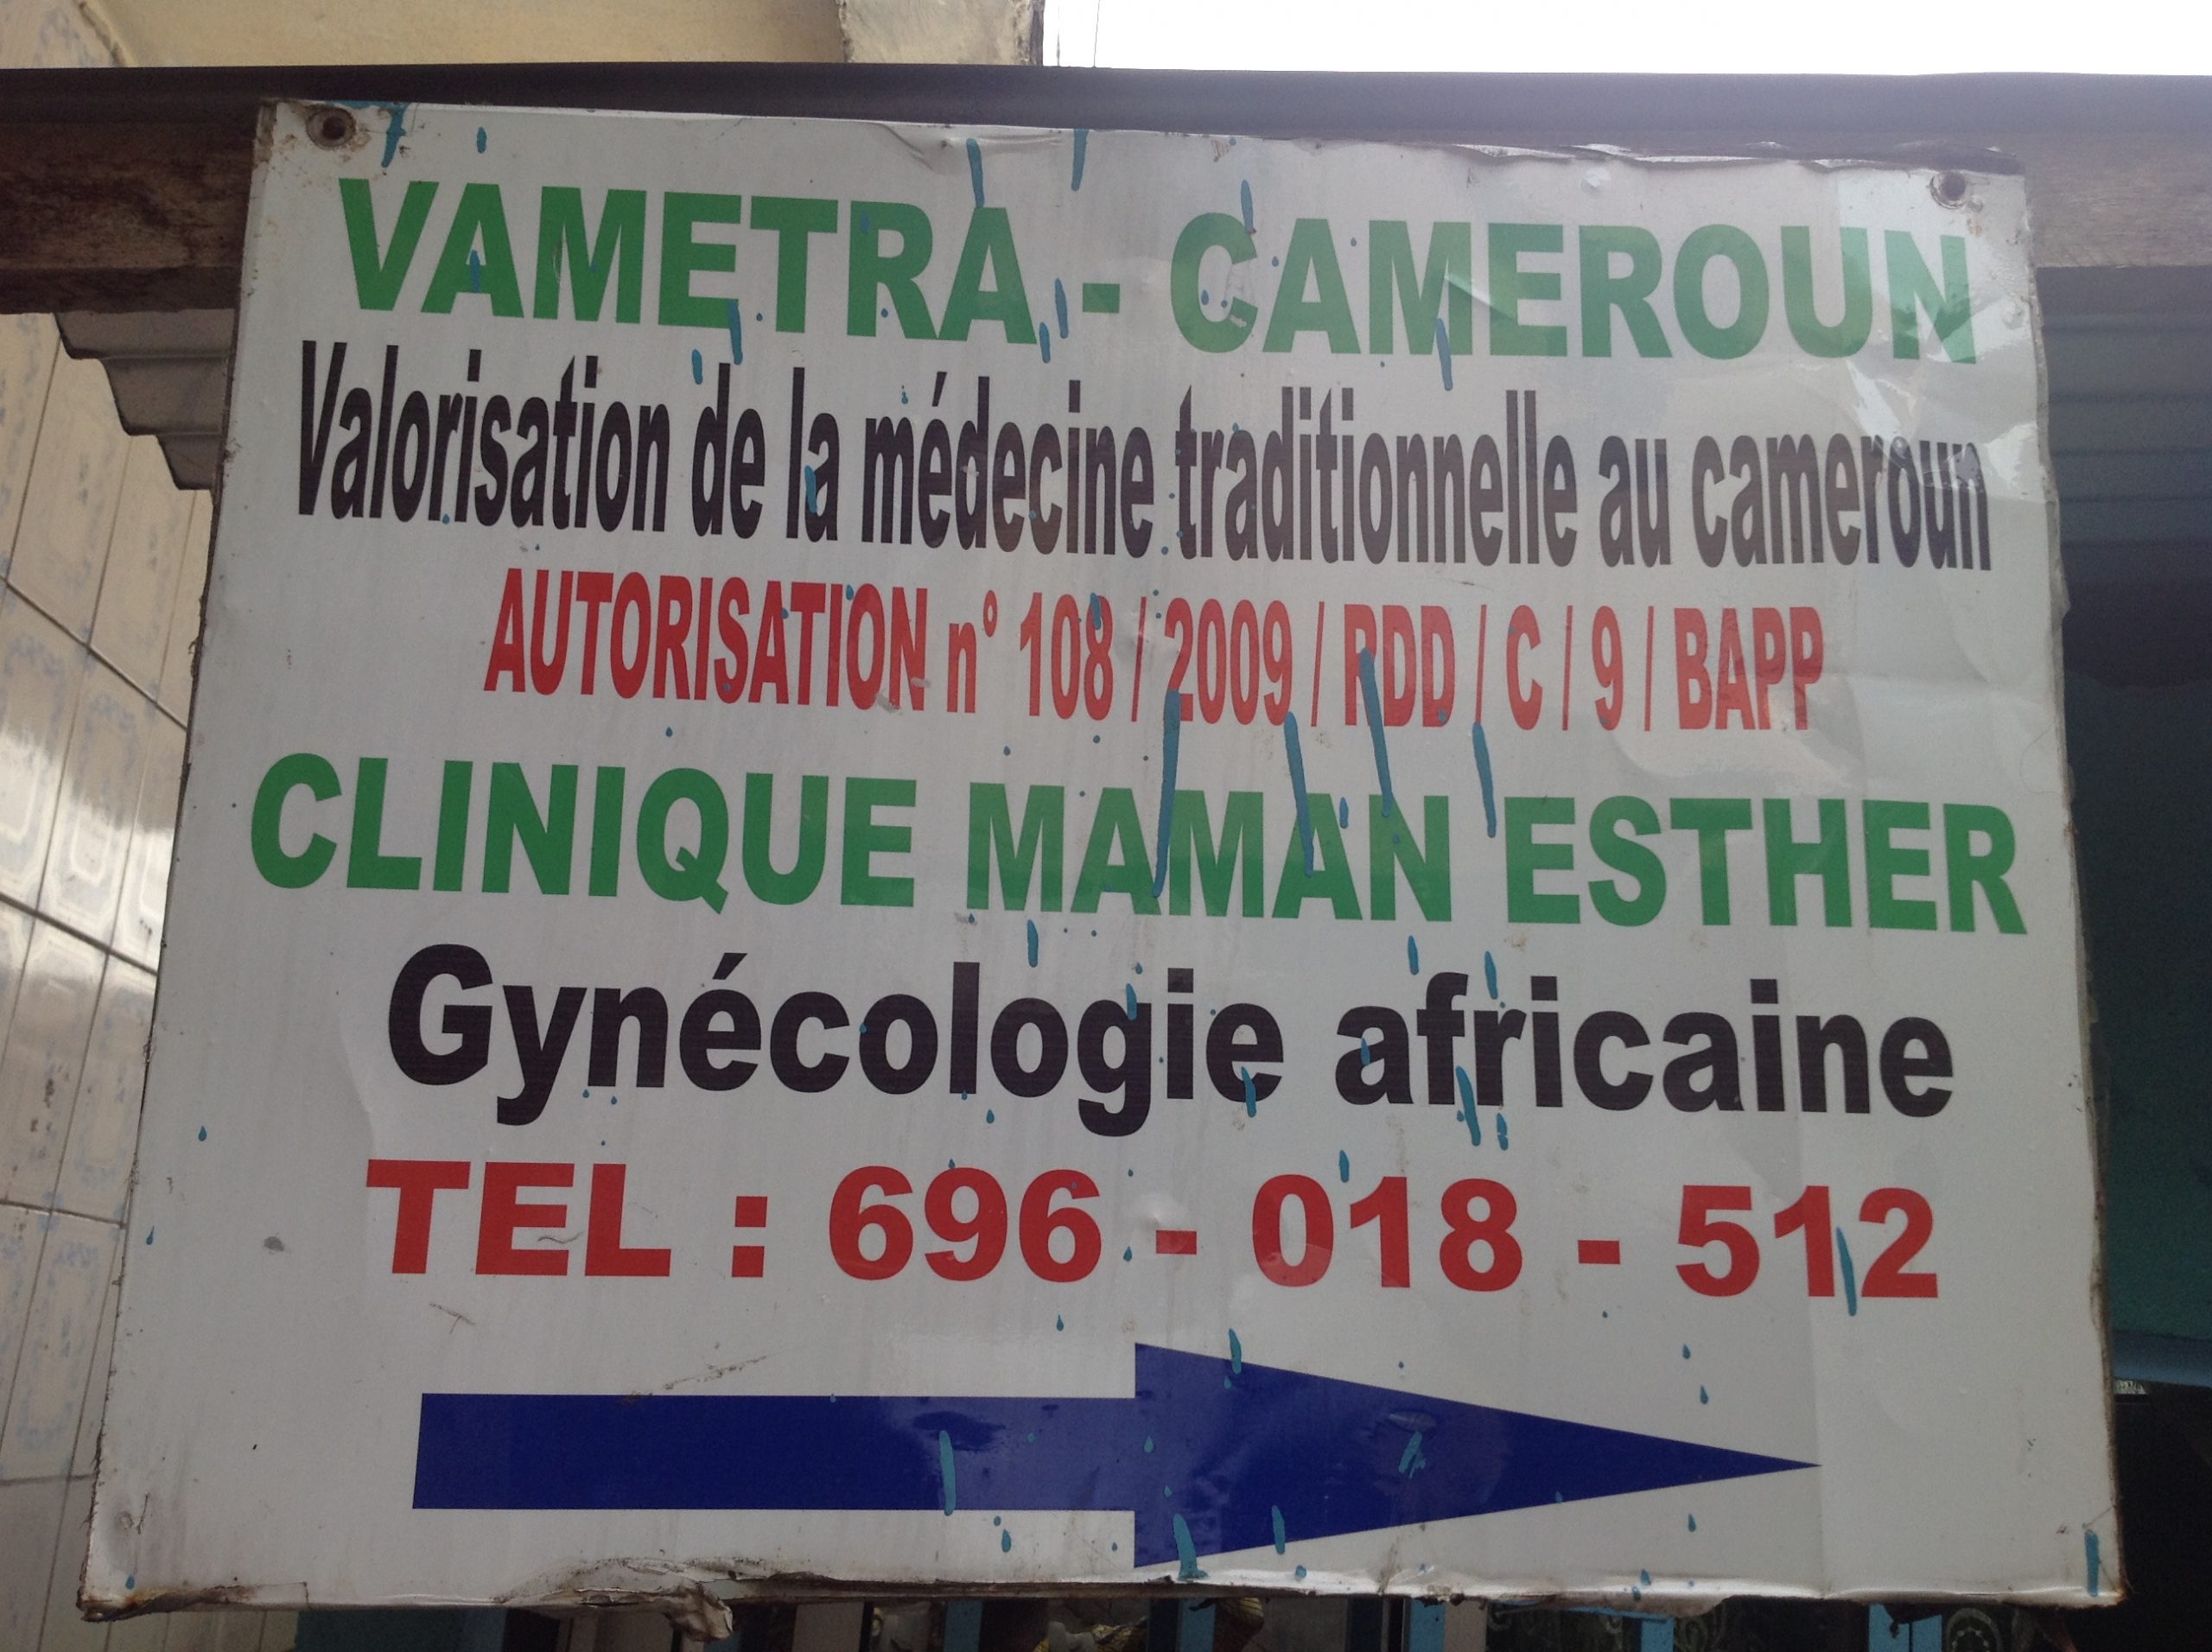 VAMETRA - CAMEROUN
Valorisation de la médecine traditionnelle au cameroun
AUTORISATION n° 108 / 2009 / RDD / C / 9 / BAPP
CLINIQUE MAMAN ESTHER
Gynécologie africaine
TEL : 696 - 018 - 512